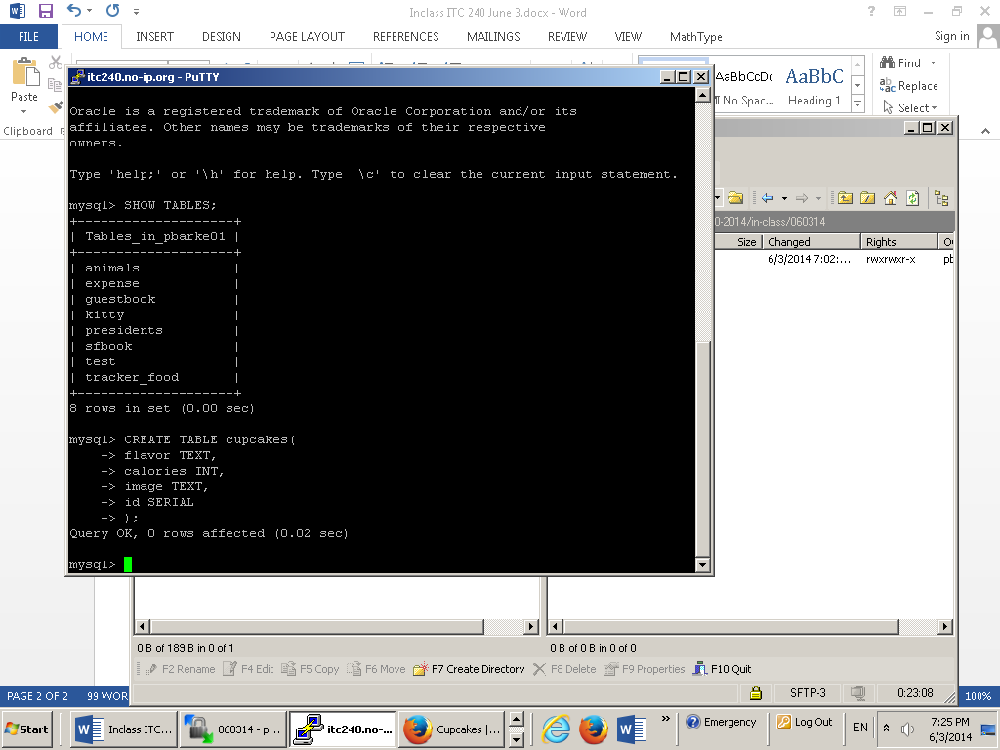 Inclass ITC 240 June 3.docx - Word
FILE HOME INSERT DESIGN PAGE LAYOUT REFERENCES MAILINGS REVIEW VIEW MathType Sign in
Paste
Clipboard
AaBbCcDc AaBbC
No Spac... Heading 1
Find
Replace
Select
itc240.no-ip.org - PuTTY
Oracle is a registered trademark of Oracle Corporation and/or its
affiliates. Other names may be trademarks of their respective
owners.
Type 'help;' or '\h' for help. Type '\c' to clear the current input statement.
mysql> SHOW TABLES;
+--------------------+
| Tables_in_pbarke01 |
+--------------------+
| animals            |
| expense            |
| guestbook          |
| kitty              |
| presidents         |
| sfbook             |
| test               |
| tracker_food       |
+--------------------+
8 rows in set (0.00 sec)
mysql> CREATE TABLE cupcakes(
    -> flavor TEXT,
    -> calories INT,
    -> image TEXT,
    -> id SERIAL
    -> );
Query OK, 0 rows affected (0.02 sec)
mysql>
0-2014/in-class/060314
Size Changed Rights
6/3/2014 7:02:... rwxrwxr-x pb
0 B of 189 B in 0 of 1 0 B of 0 B in 0 of 0
F2 Rename F4 Edit F5 Copy F6 Move F7 Create Directory F8 Delete F9 Properties F10 Quit
SFTP-3 0:23:08
PAGE 2 OF 2 99 WOR 100%
Start Inclass ITC... 060314 - p... itc240.no-... Cupcakes |... » Emergency Log Out EN 7:25 PM
6/3/2014